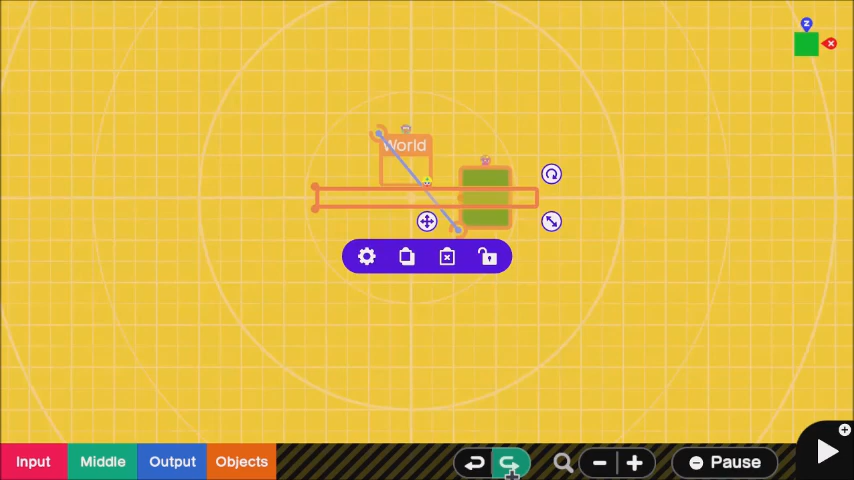 Z
X
World
Input
Middle
Output
Objects
Pause